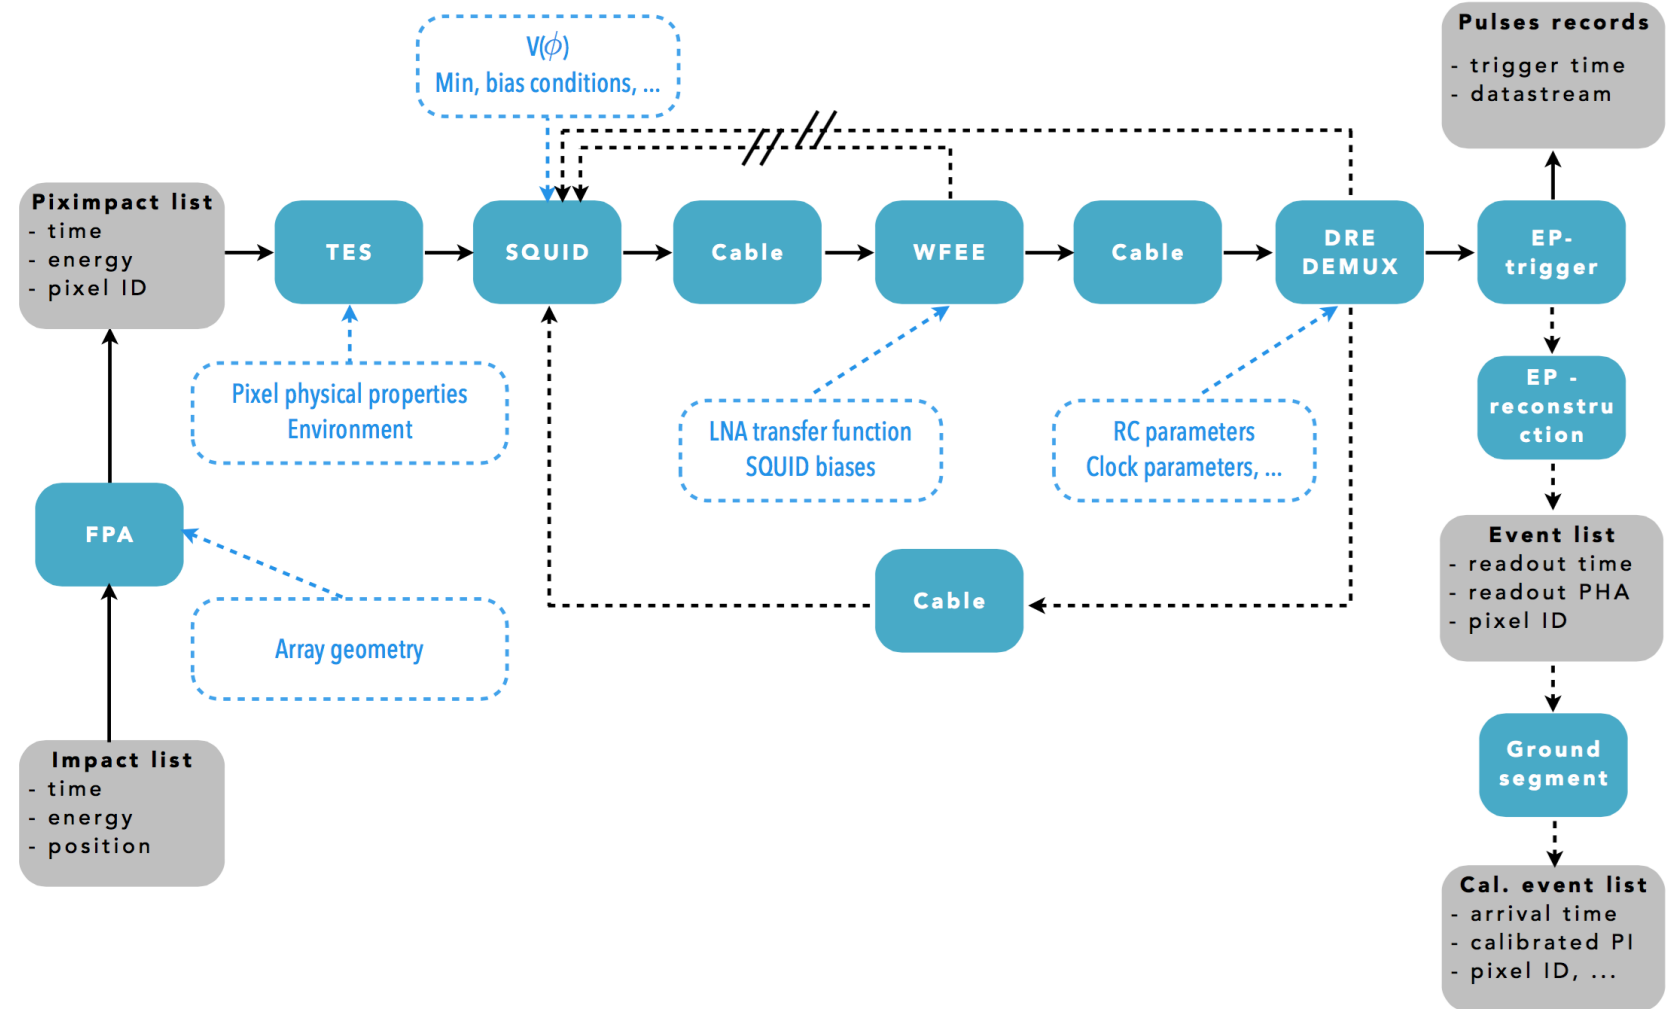 V(ϕ)
Min, bias conditions, ...
Pulses records
- trigger time
- datastream
Piximpact list
- time
- energy
- pixel ID
TES
SQUID
Cable
WFEE
Cable
DRE
DEMUX
EP-
trigger
Pixel physical properties
Environment
LNA transfer function
SQUID biases
RC parameters
Clock parameters, ...
EP -
reconstru
ction
FPA
Array geometry
Cable
Event list
- readout time
- readout PHA
- pixel ID
Impact list
- time
- energy
- position
Ground
segment
Cal. event list
- arrival time
- calibrated PI
- pixel ID, ...